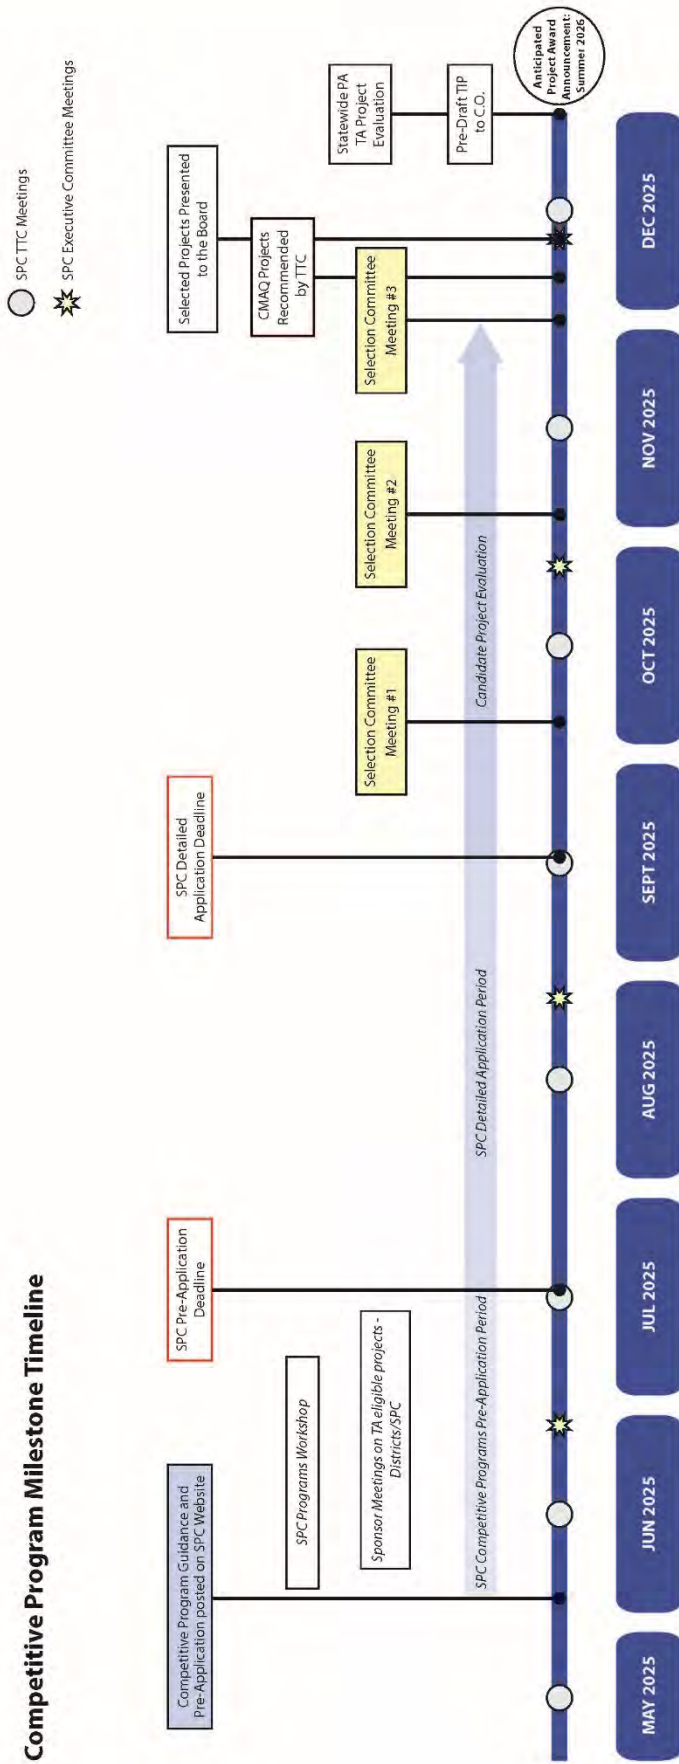 Competitive Program Milestone Timeline
SPC TTC Meetings
SPC Executive Committee Meetings
Competitive Program Guidance and
Pre-Application posted on SPC Website
SPC Pre-Application
Deadline
SPC Detailed
Application Deadline
Selected Projects Presented
to the Board
SPC Programs Workshop
CMAQ Projects
Recommended
by TTC
Sponsor Meetings on TA eligible projects -
Districts/SPC
Selection Committee
Meeting #1
Selection Committee
Meeting #2
Selection Committee
Meeting #3
Statewide PA
TA Project
Evaluation
SPC Competitive Programs Pre-Application Period
SPC Detailed Application Period
Candidate Project Evaluation
Pre-Draft TIP
to C.O.
Anticipated
Project Award
Announcement:
Summer 2026
MAY 2025
JUN 2025
JUL 2025
AUG 2025
SEPT 2025
OCT 2025
NOV 2025
DEC 2025